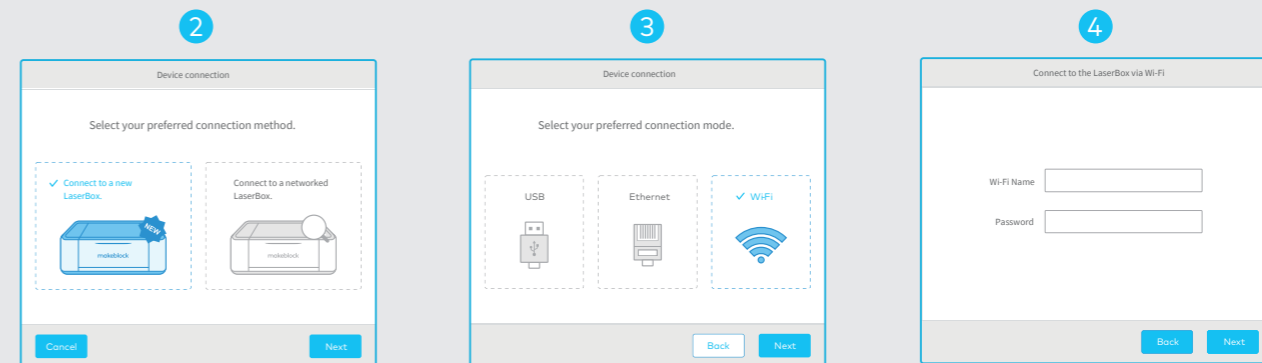 2
Device connection
Select your preferred connection method.
Connect to a new
LaserBox.
NEW
makeblock
Connect to a networked
LaserBox.
makeblock
Cancel
Next
3
Device connection
Select your preferred connection mode.
USB
Ethernet
WiFi
Back
Next
4
Connect to the LaserBox via Wi-Fi
Wi-Fi Name
Password
Back
Next